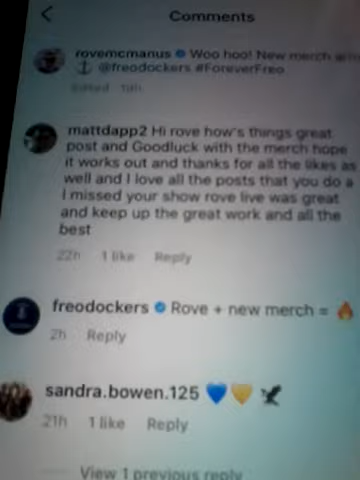 Comments
rovemcmanus Woo hoo! New merch
⚓ @freodockers #ForeverFreo
Edited 19h
mattdapp2 Hi rove how's things great
post and Goodluck with the merch hope
it works out and thanks for all the likes as
well and I love all the posts that you do a
I missed your show rove live was great
and keep up the great work and all the
best
22h 1 like Reply
freodockers Rove + new merch = 🔥
2h Reply
sandra.bowen.125 💙💛
21h 1 like Reply
View 1 previous reply